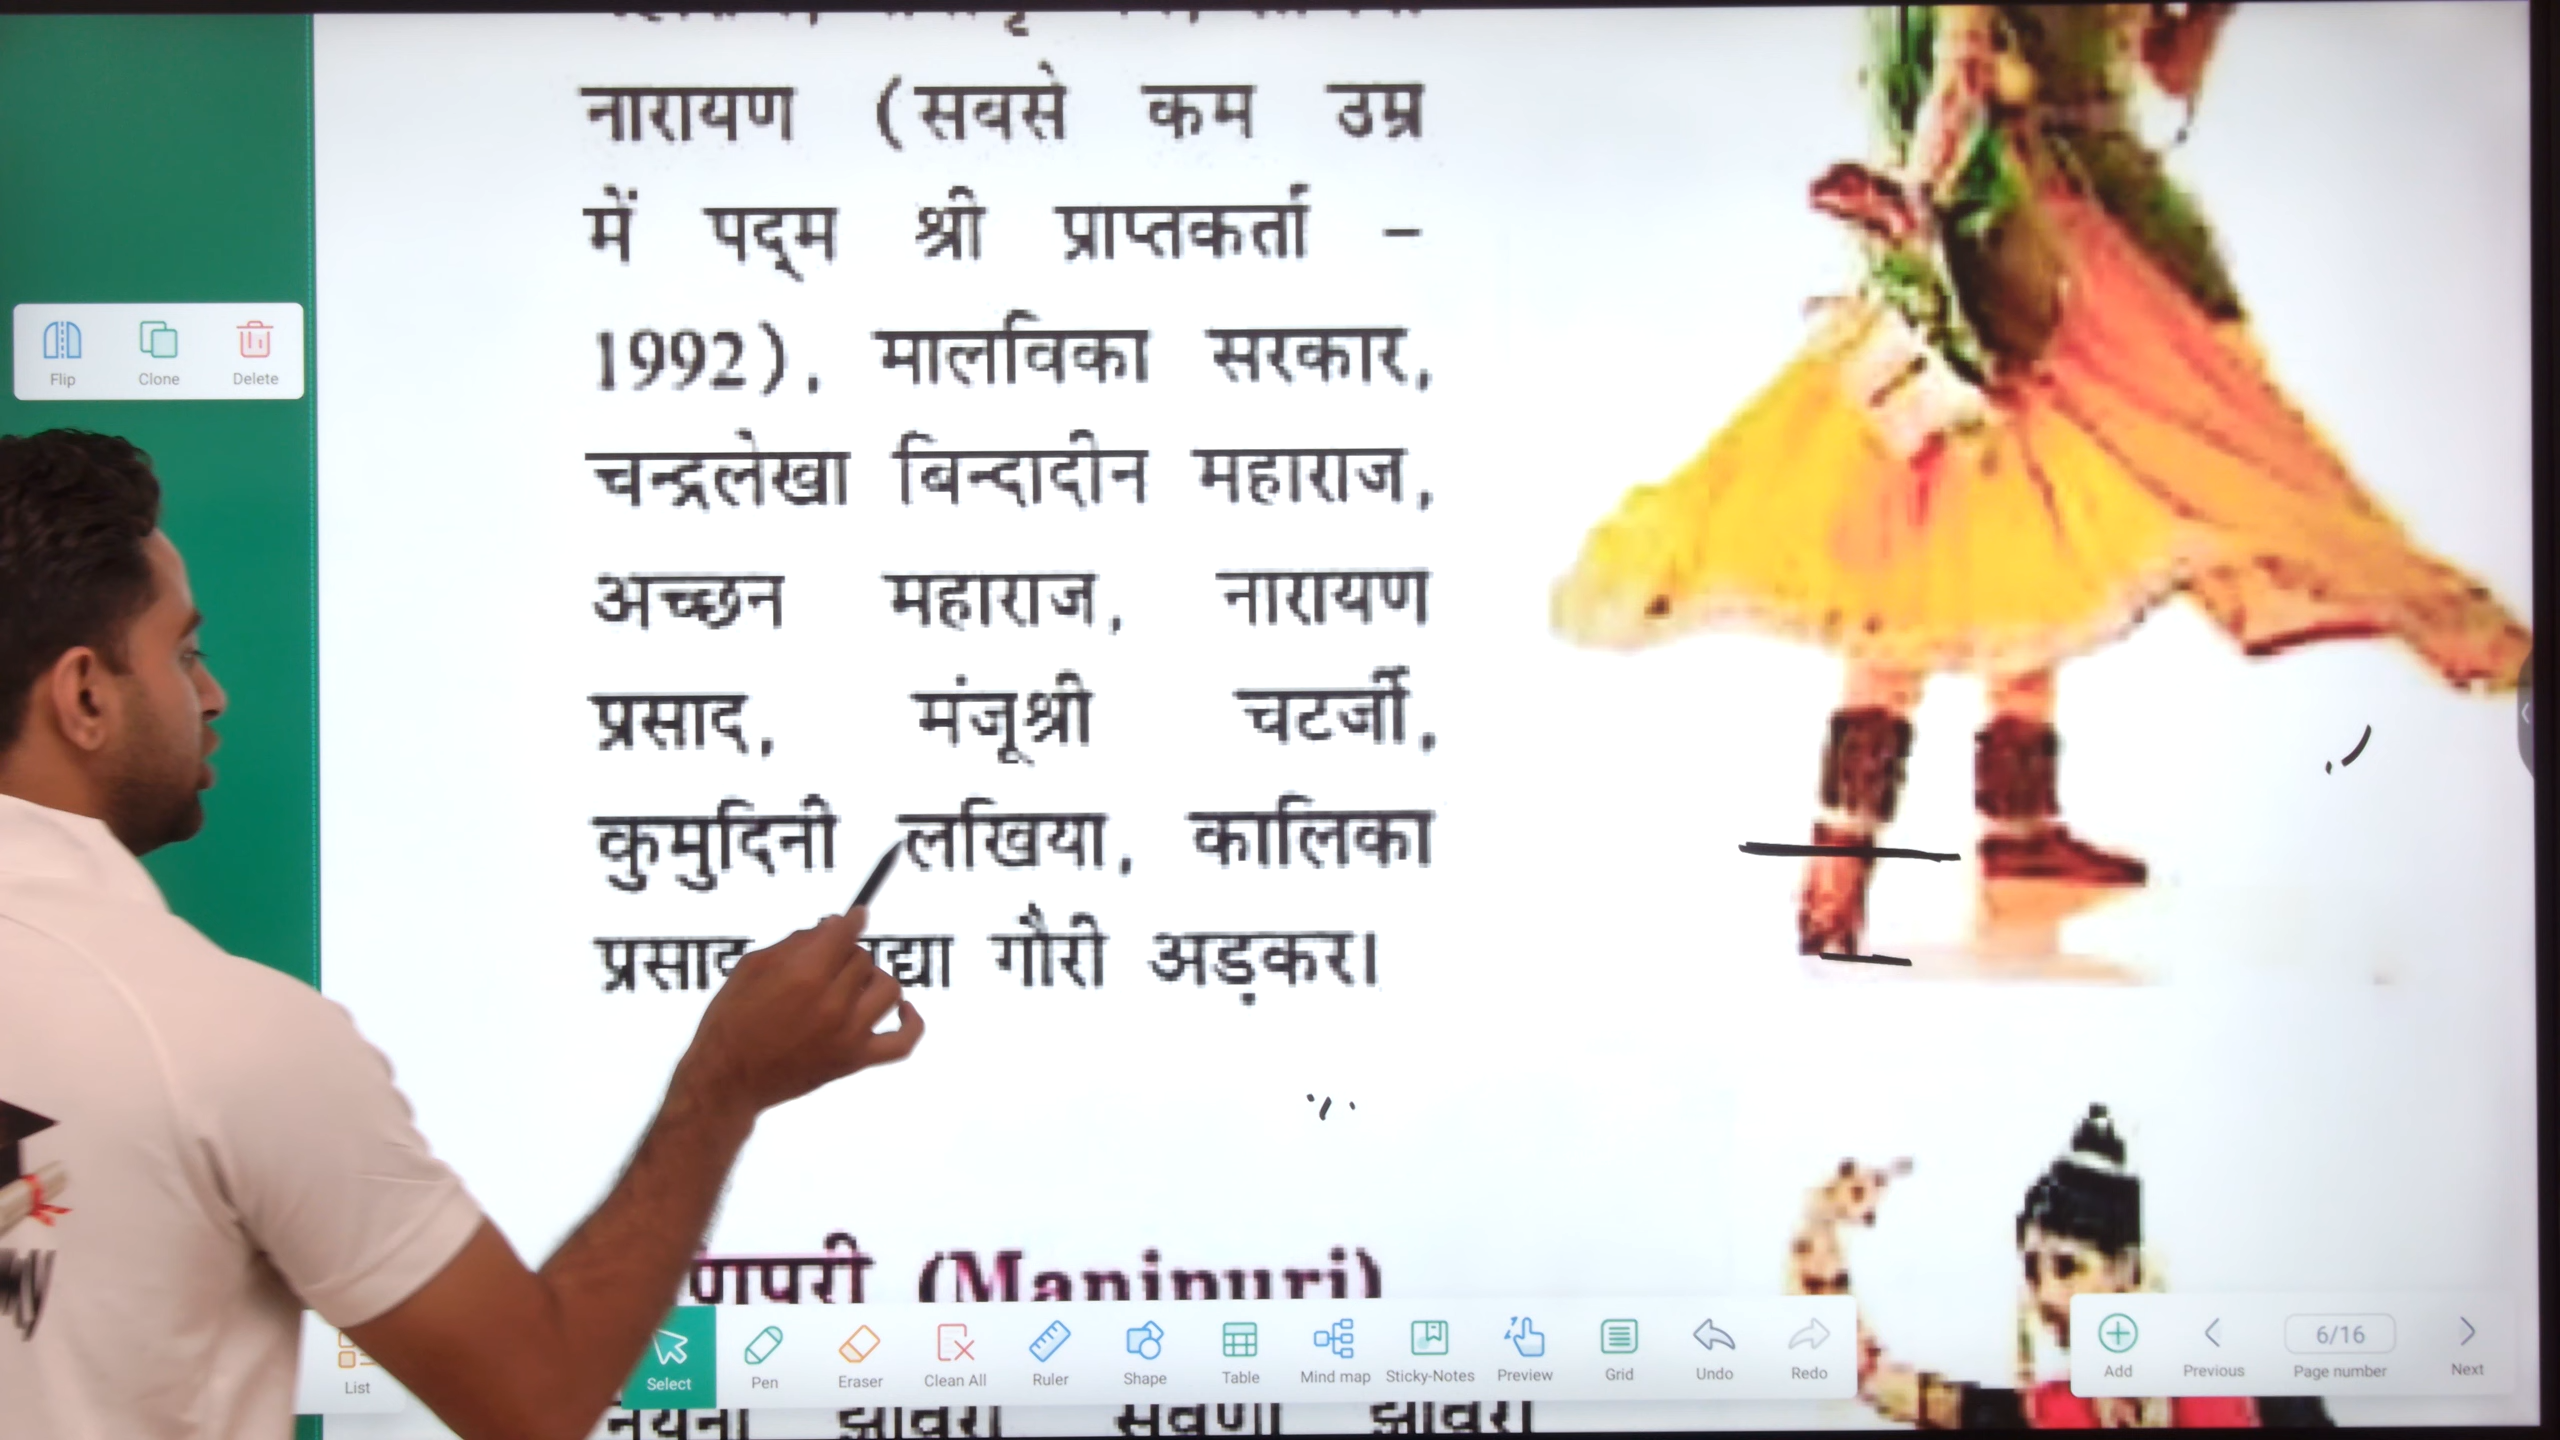 नारायण (सबसे कम उम्र
में पद्म श्री प्राप्तकर्ता –
1992), मालविका सरकार,
चन्द्रलेखा बिन्दादीन महाराज,
अच्छन महाराज, नारायण
प्रसाद, मंजूश्री चटर्जी,
कुमुदिनी लखिया, कालिका
प्रसाद गौरी अड़कर।
(Manipuri)
झावेरी झावेरी
Flip Clone Delete
List Select Pen Eraser Clean All Ruler Shape Table Mind map Sticky-Notes Preview Grid Undo Redo
Add Previous 6/16 Page number Next